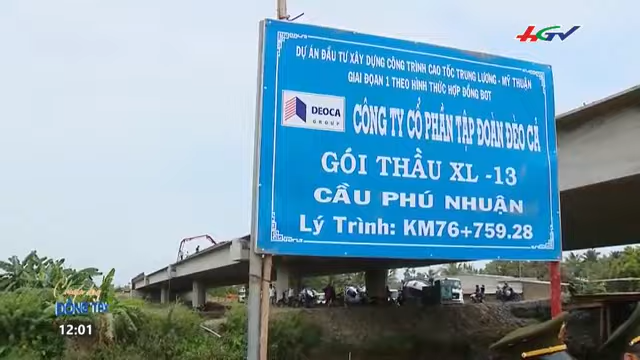 HGV
DỰ ÁN ĐẦU TƯ XÂY DỰNG CÔNG TRÌNH CAO TỐC TRUNG LƯƠNG - MỸ THUẬN
GIAI ĐOẠN 1 THEO HÌNH THỨC HỢP ĐỒNG BOT
DEOCA
GROUP
CÔNG TY CỔ PHẦN TẬP ĐOÀN ĐÈO CẢ
GÓI THẦU XL -13
CẦU PHÚ NHUẬN
Lý Trình: KM76+759.28
12:01